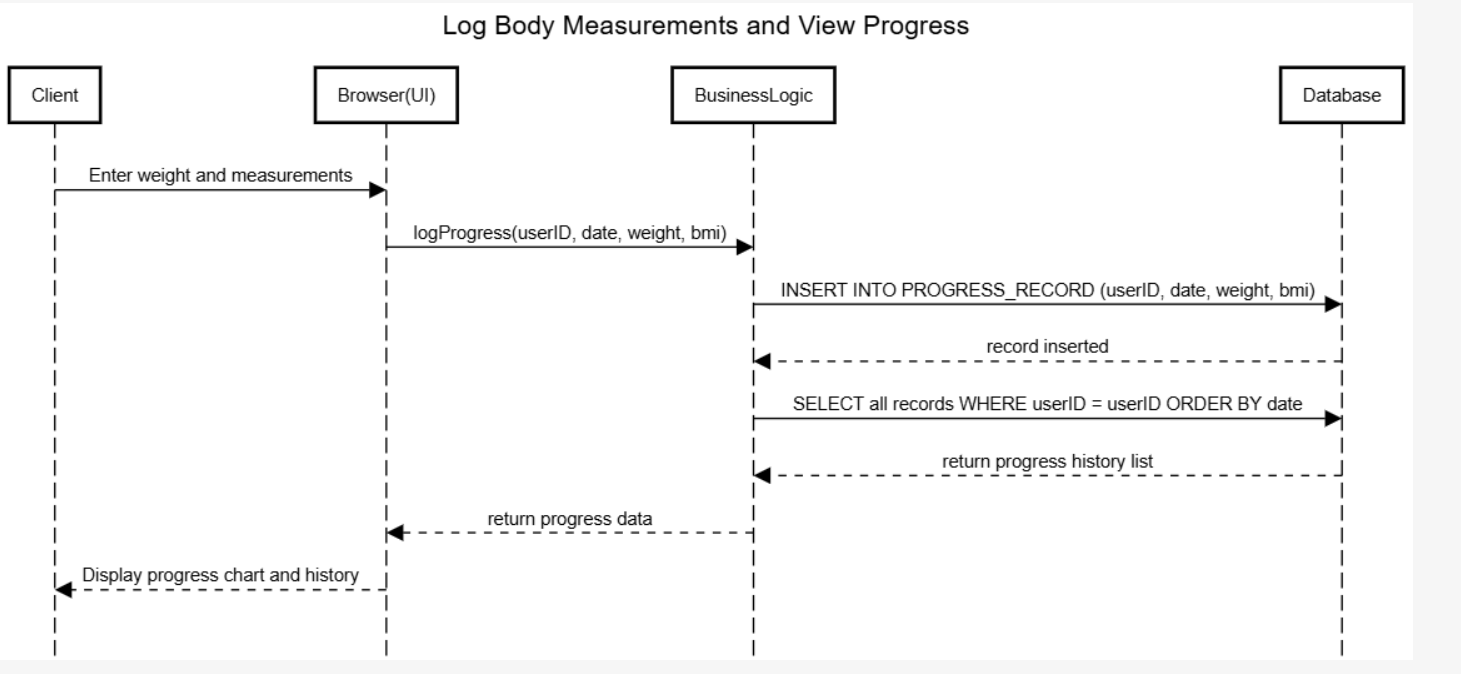 Log Body Measurements and View Progress
Client
Browser(UI)
BusinessLogic
Database
Enter weight and measurements
logProgress(userID, date, weight, bmi)
INSERT INTO PROGRESS_RECORD (userID, date, weight, bmi)
record inserted
SELECT all records WHERE userID = userID ORDER BY date
return progress history list
return progress data
Display progress chart and history